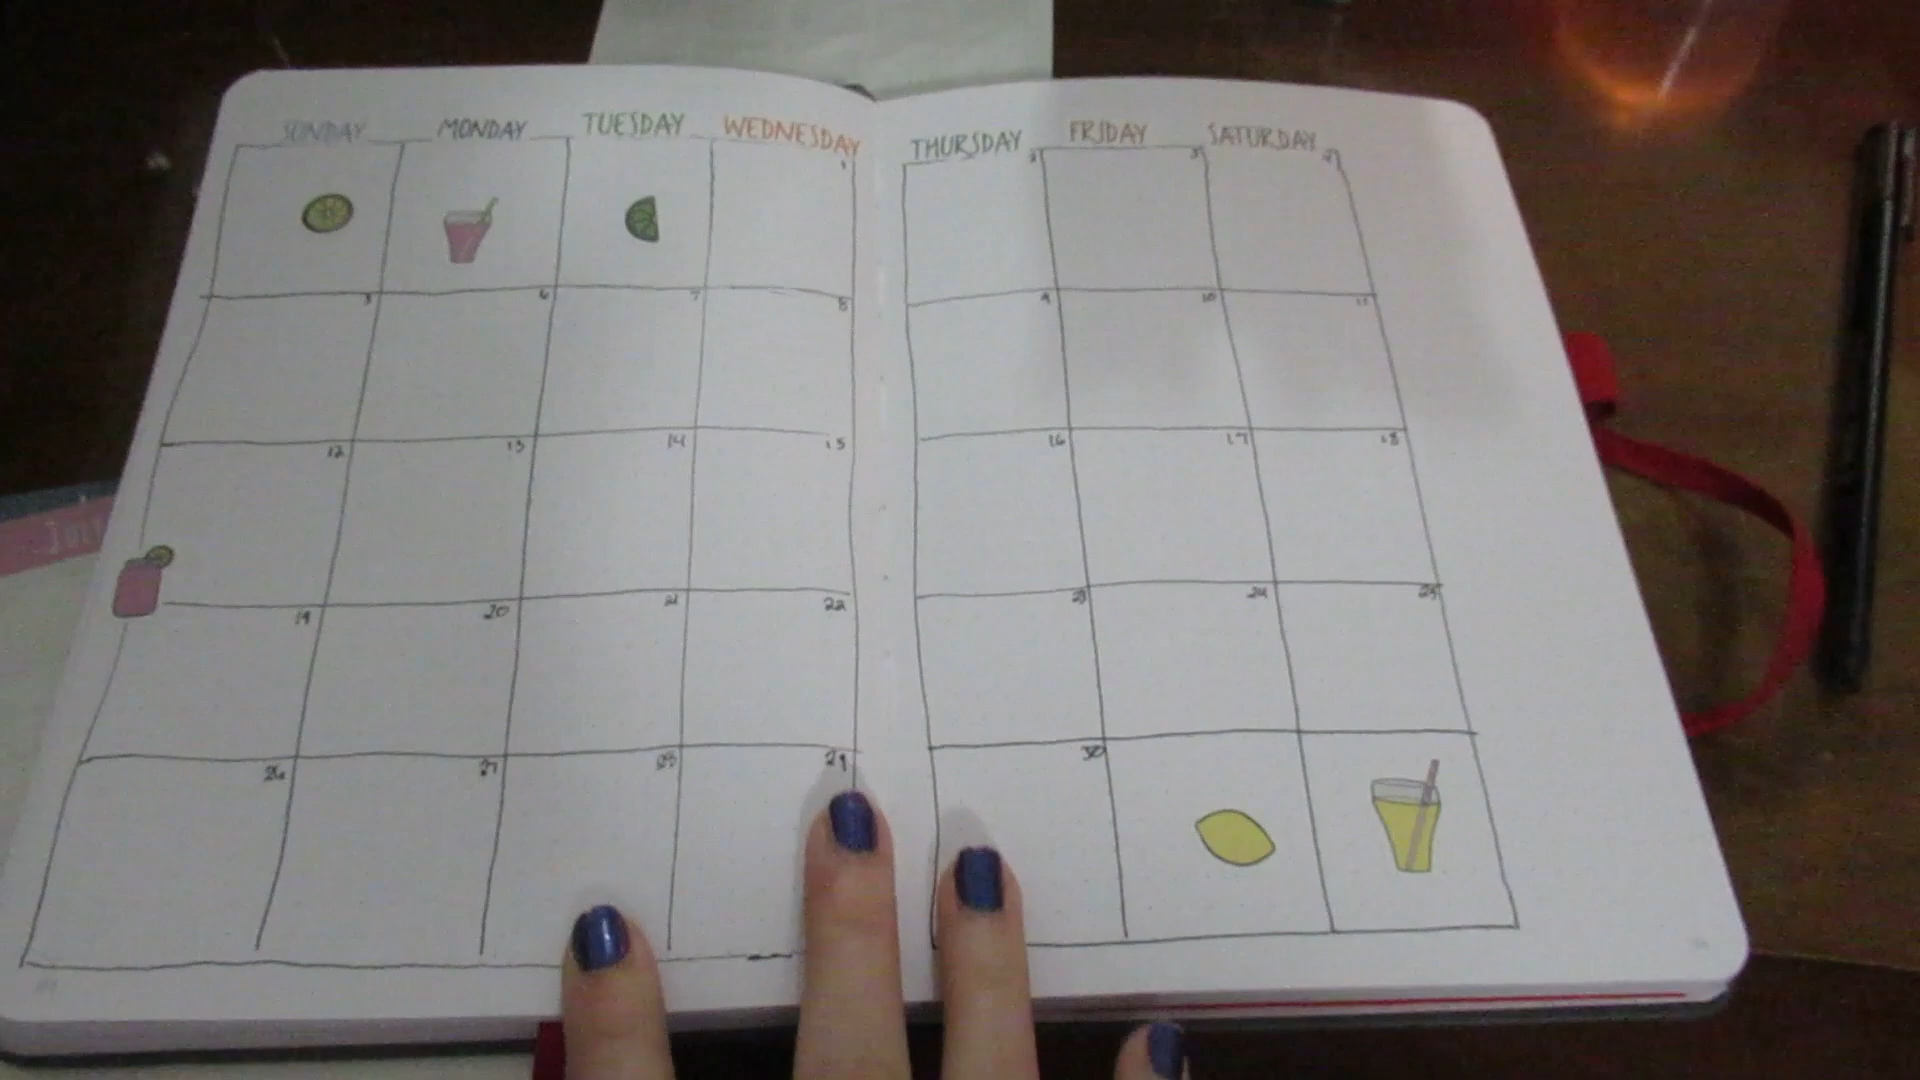 SUNDAY MONDAY TUESDAY WEDNESDAY THURSDAY FRIDAY SATURDAY
1 2 3 4
5 6 7 8 9 10 11
12 13 14 15 16 17 18
19 20 21 22 23 24 25
26 27 28 29 30